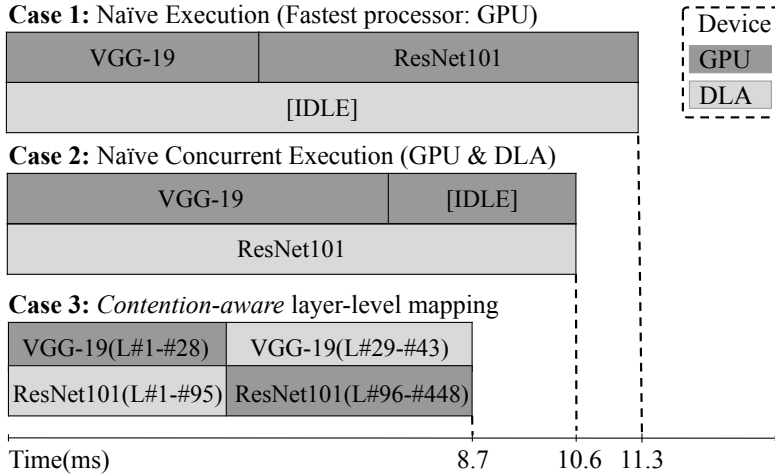 Case 1: Naïve Execution (Fastest processor: GPU)
VGG-19 ResNet101
[IDLE]
Device
GPU
DLA
Case 2: Naïve Concurrent Execution (GPU & DLA)
VGG-19 [IDLE]
ResNet101
Case 3: Contention-aware layer-level mapping
VGG-19(L#1-#28) VGG-19(L#29-#43)
ResNet101(L#1-#95) ResNet101(L#96-#448)
Time(ms) 8.7 10.6 11.3